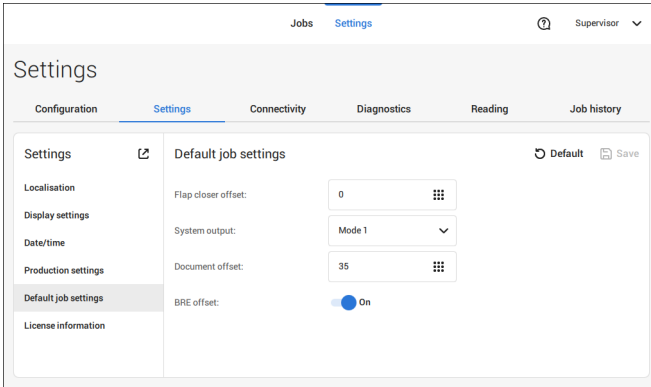 Jobs Settings Supervisor
Settings
Configuration Settings Connectivity Diagnostics Reading Job history
Settings Default job settings Default Save
Localisation
Flap closer offset: 0
Display settings
System output: Mode 1
Date/time
Document offset: 35
Production settings
Default job settings
BRE offset: On
License information